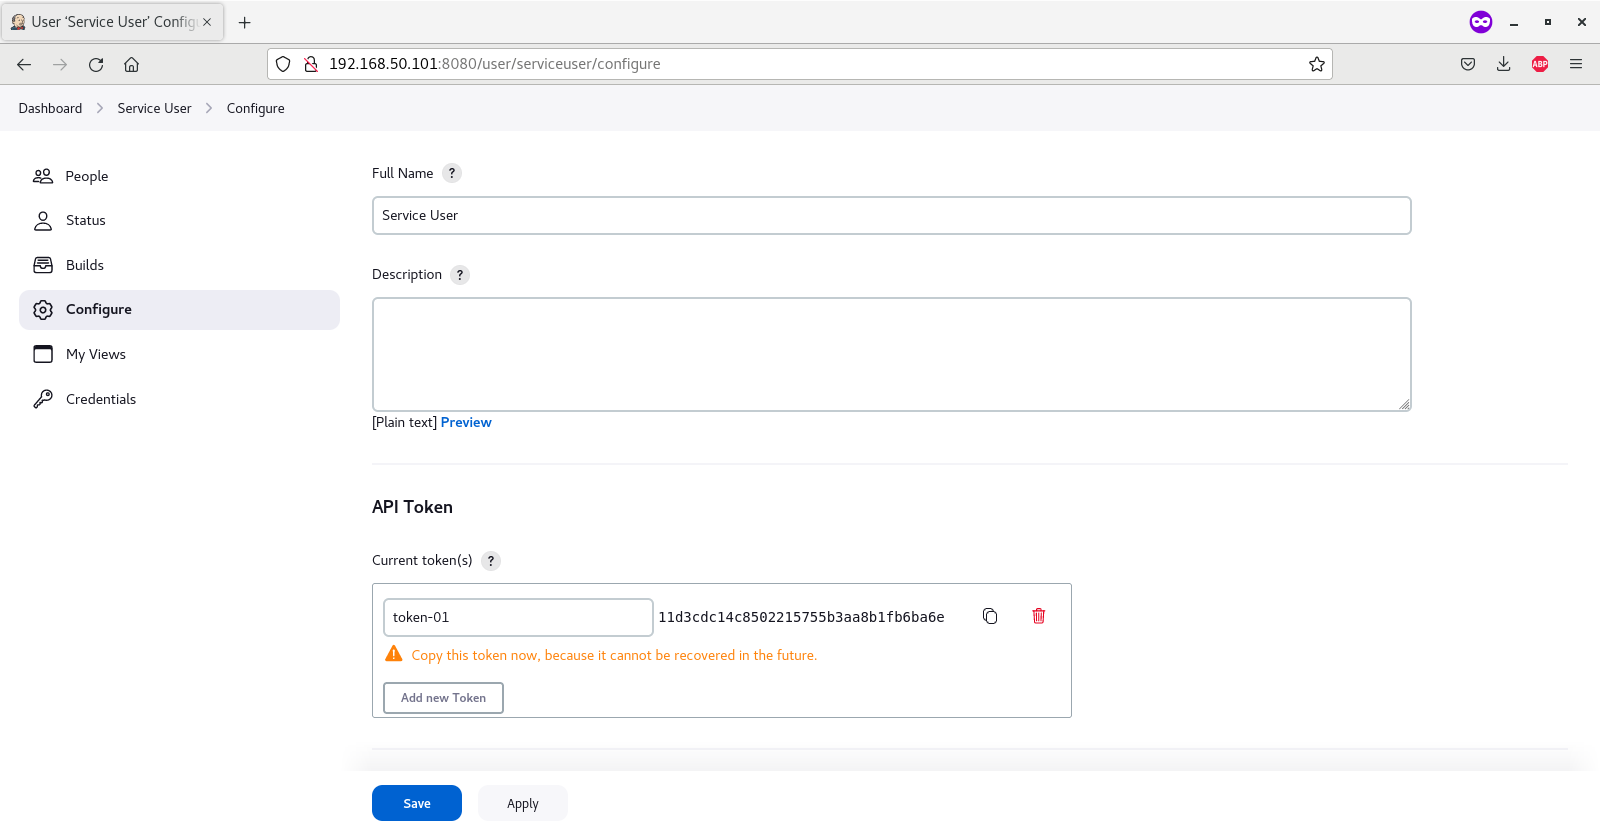 User ‘Service User’ Config
192.168.50.101:8080/user/serviceuser/configure
ABP
Dashboard > Service User > Configure
People
Status
Builds
Configure
My Views
Credentials
Full Name ?
Service User
Description ?
[Plain text] Preview
API Token
Current token(s) ?
token-01 11d3cdc14c8502215755b3aa8b1fb6ba6e
Copy this token now, because it cannot be recovered in the future.
Add new Token
Save Apply